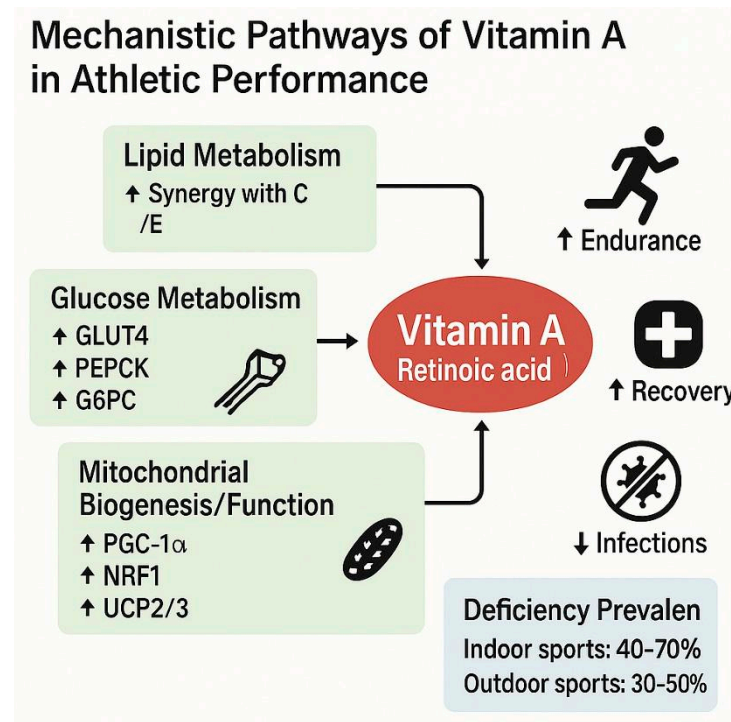 Mechanistic Pathways of Vitamin A
in Athletic Performance
Lipid Metabolism
↑ Synergy with C
/E
Glucose Metabolism
↑ GLUT4
↑ PEPCK
↑ G6PC
Mitochondrial
Biogenesis/Function
↑ PGC-1α
↑ NRF1
↑ UCP2/3
Vitamin A
Retinoic acid )
↑ Endurance
↑ Recovery
↓ Infections
Deficiency Prevalen
Indoor sports: 40-70%
Outdoor sports: 30-50%